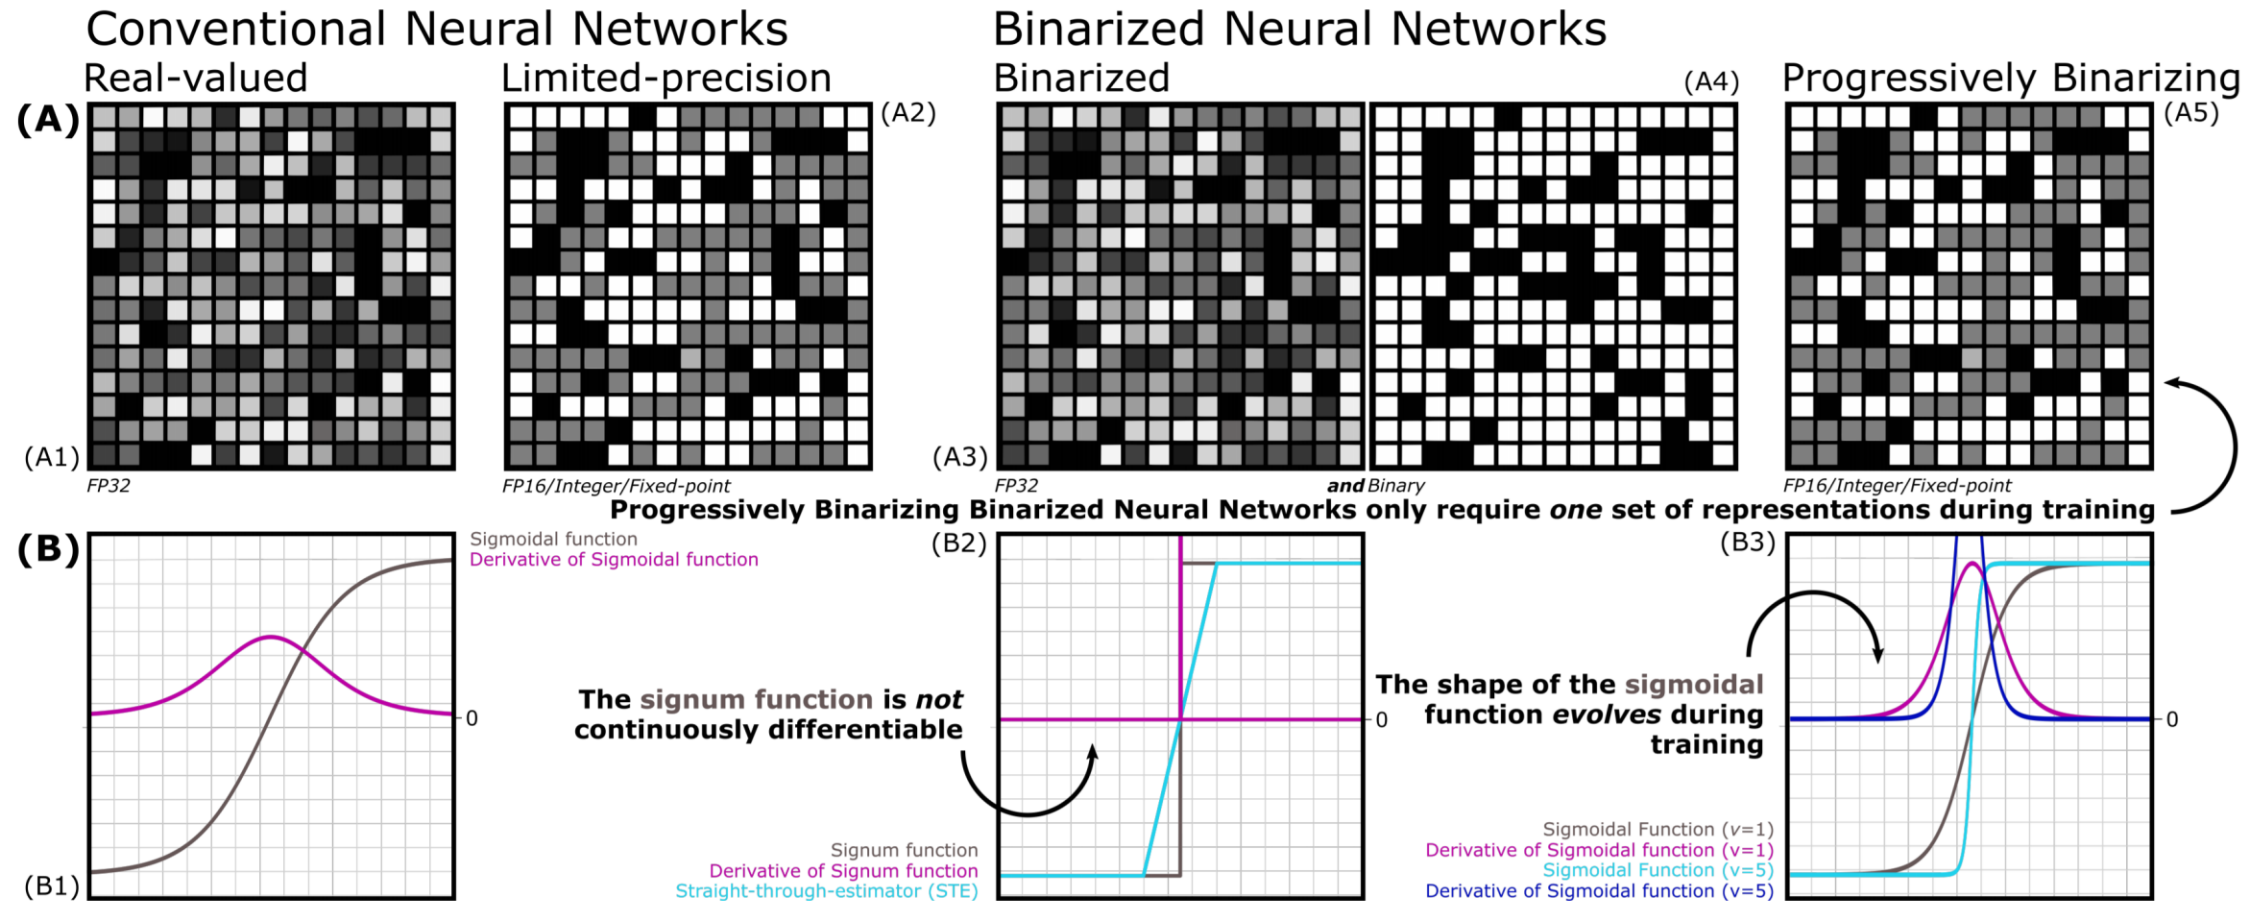 Conventional Neural Networks
Binarized Neural Networks
Real-valued
Limited-precision
Binarized
(A4)
Progressively Binarizing
(A)
(A2)
(A5)
(A1)
(A3)
FP32
FP16/Integer/Fixed-point
FP32
and Binary
FP16/Integer/Fixed-point
Progressively Binarizing Binarized Neural Networks only require one set of representations during training
(B)
Sigmoidal function
Derivative of Sigmoidal function
(B2)
(B3)
0
The signum function is not
continuously differentiable
0
The shape of the sigmoidal
function evolves during
training
0
(B1)
Signum function
Derivative of Signum function
Straight-through-estimator (STE)
Sigmoidal Function (v=1)
Derivative of Sigmoidal function (v=1)
Sigmoidal Function (v=5)
Derivative of Sigmoidal function (v=5)